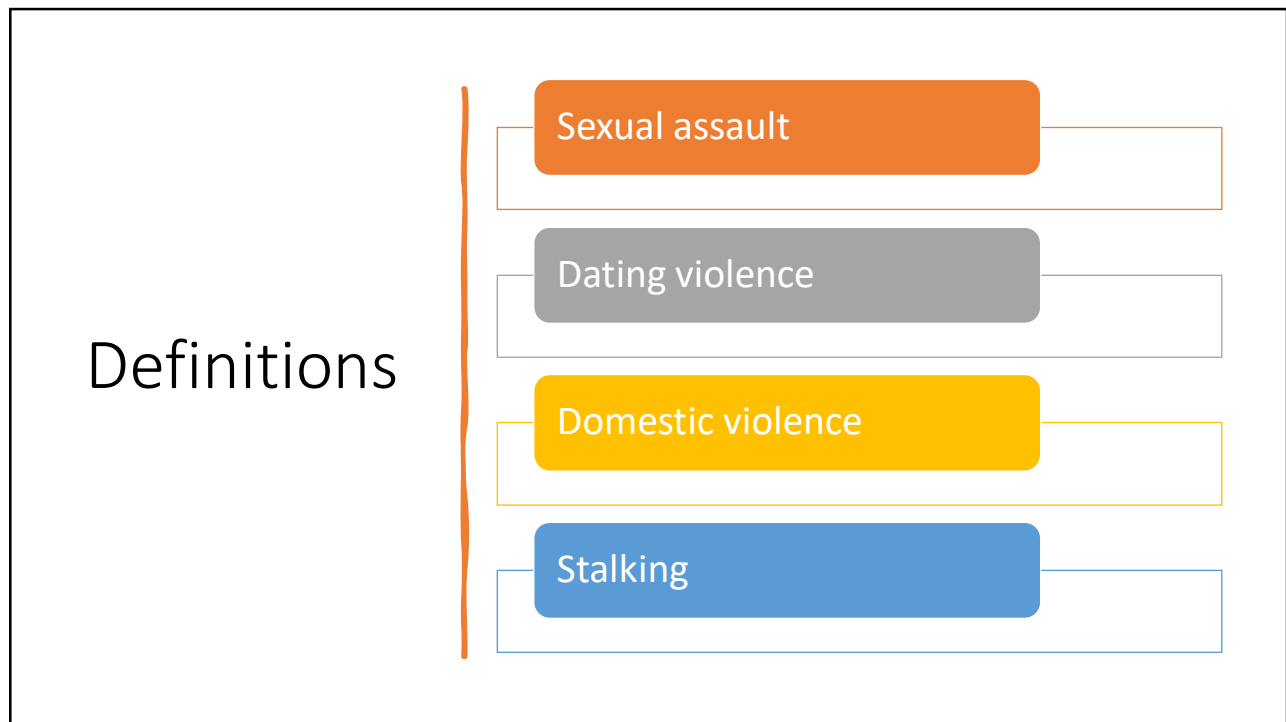 Definitions
Sexual assault
Dating violence
Domestic violence
Stalking